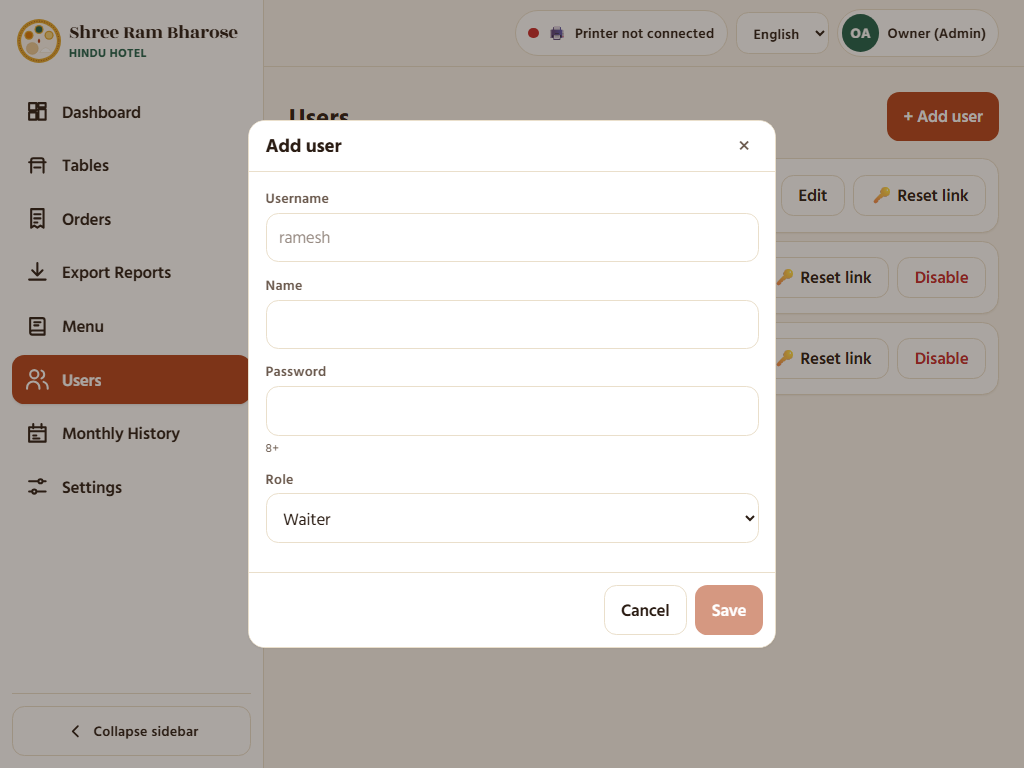 Shree Ram Bharose
HINDU HOTEL
Printer not connected
English
OA
Owner (Admin)
Dashboard
Tables
Orders
Export Reports
Menu
Users
Monthly History
Settings
Collapse sidebar
Users
+ Add user
Edit
🔑 Reset link
🔑 Reset link
Disable
🔑 Reset link
Disable
Add user
×
Username
ramesh
Name
Password
8+
Role
Waiter
Cancel
Save